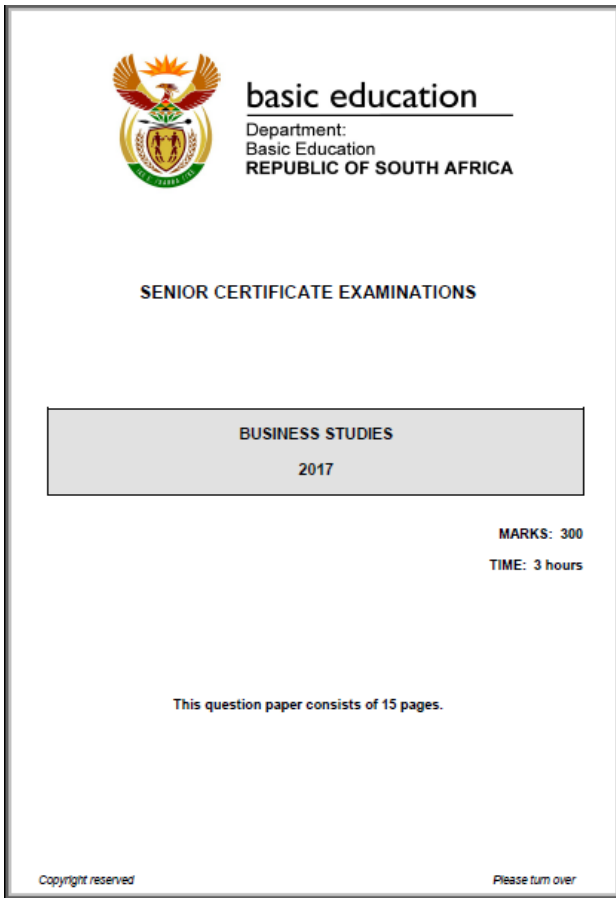 basic education
Department:
Basic Education
REPUBLIC OF SOUTH AFRICA
SENIOR CERTIFICATE EXAMINATIONS
BUSINESS STUDIES
2017
MARKS: 300
TIME: 3 hours
This question paper consists of 15 pages.
Copyright reserved
Please turn over